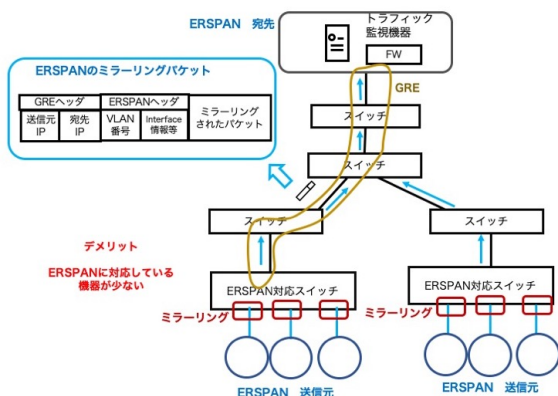 ERSPAN 宛先
トラフィック
監視機器
FW
ERSPANのミラーリングパケット
GREヘッダ
ERSPANヘッダ
ミラーリング
されたパケット
送信元
IP
宛先
IP
VLAN
番号
Interface
情報等
GRE
スイッチ
スイッチ
スイッチ
スイッチ
デメリット
ERSPANに対応している
機器が少ない
ERSPAN対応スイッチ
ERSPAN対応スイッチ
ミラーリング
ミラーリング
ERSPAN 送信元
ERSPAN 送信元